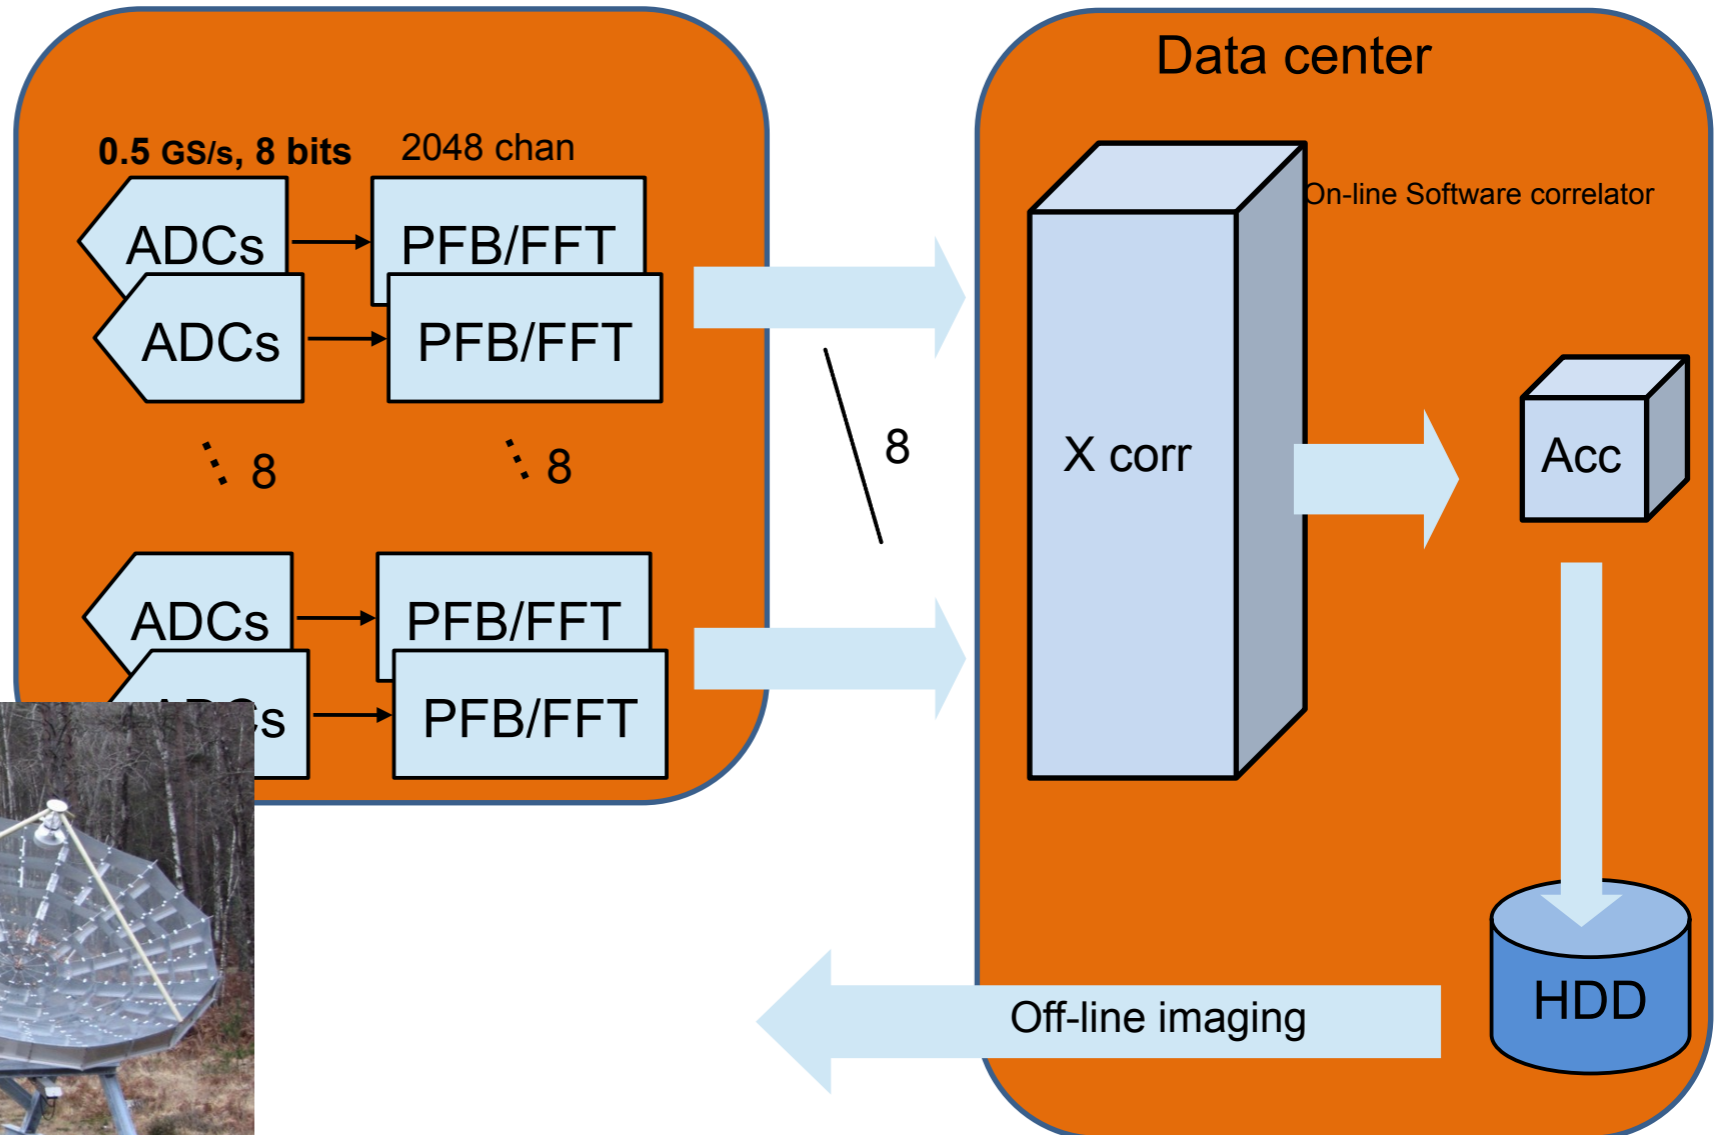 Data center
0.5 GS/s, 8 bits
2048 chan
On-line Software correlator
ADCs
PFB/FFT
ADCs
PFB/FFT
8
8
8
X corr
Acc
ADCs
PFB/FFT
ADCs
PFB/FFT
HDD
Off-line imaging